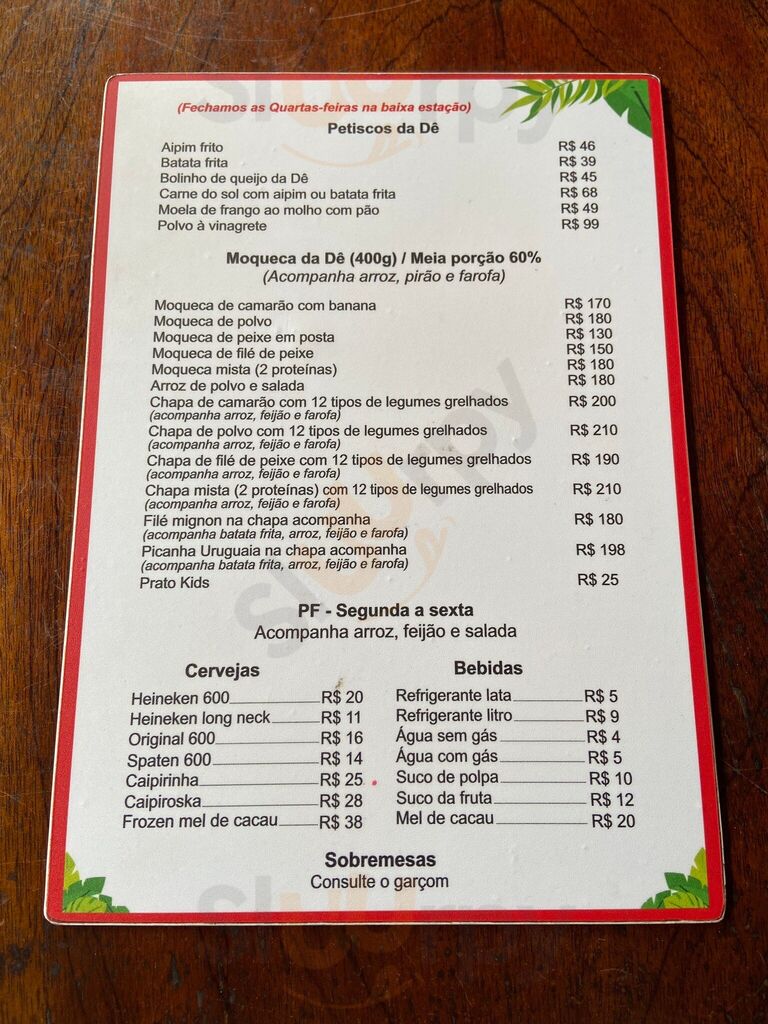 (Fechamos as Quartas-feiras na baixa estação)
Petiscos da Dê
Aipim frito R$ 46
Batata frita R$ 39
Bolinho de queijo da Dê R$ 45
Carne do sol com aipim ou batata frita R$ 68
Moela de frango ao molho com pão R$ 49
Polvo à vinagrete R$ 99
Moqueca da Dê (400g) / Meia porção 60%
(Acompanha arroz, pirão e farofa)
Moqueca de camarão com banana R$ 170
Moqueca de polvo R$ 180
Moqueca de peixe em posta R$ 130
Moqueca de filé de peixe R$ 150
Moqueca mista (2 proteínas) R$ 180
Arroz de polvo e salada R$ 180
Chapa de camarão com 12 tipos de legumes grelhados R$ 200
(acompanha arroz, feijão e farofa)
Chapa de polvo com 12 tipos de legumes grelhados R$ 210
(acompanha arroz, feijão e farofa)
Chapa de filé de peixe com 12 tipos de legumes grelhados R$ 190
(acompanha arroz, feijão e farofa)
Chapa mista (2 proteínas) com 12 tipos de legumes grelhados R$ 210
(acompanha arroz, feijão e farofa)
Filé mignon na chapa acompanha R$ 180
(acompanha batata frita, arroz, feijão e farofa)
Picanha Uruguaia na chapa acompanha R$ 198
(acompanha batata frita, arroz, feijão e farofa)
Prato Kids R$ 25
PF - Segunda a sexta
Acompanha arroz, feijão e salada
Cervejas
Heineken 600 R$ 20
Heineken long neck R$ 11
Original 600 R$ 16
Spaten 600 R$ 14
Caipirinha R$ 25
Caipiroska R$ 28
Frozen mel de cacau R$ 38
Bebidas
Refrigerante lata R$ 5
Refrigerante litro R$ 9
Água sem gás R$ 4
Água com gás R$ 5
Suco de polpa R$ 10
Suco da fruta R$ 12
Mel de cacau R$ 20
Sobremesas
Consulte o garçom
sluurpy
sluurpy
sluurpy